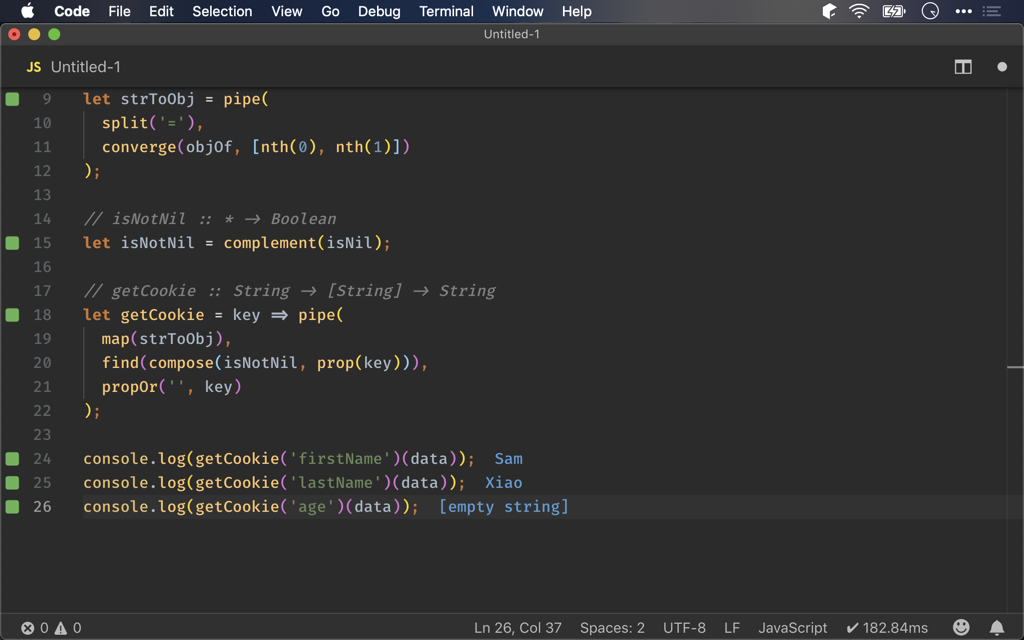 Code File Edit Selection View Go Debug Terminal Window Help
Untitled-1
JS Untitled-1
9 let strToObj = pipe(
10 split('='),
11 converge(objOf, [nth(0), nth(1)])
12 );
13
14 // isNotNil :: * → Boolean
15 let isNotNil = complement(isNil);
16
17 // getCookie :: String → [String] → String
18 let getCookie = key ⇒ pipe(
19 map(strToObj),
20 find(compose(isNotNil, prop(key))),
21 propOr('', key)
22 );
23
24 console.log(getCookie('firstName')(data)); Sam
25 console.log(getCookie('lastName')(data)); Xiao
26 console.log(getCookie('age')(data)); [empty string]
0 0 Ln 26, Col 37 Spaces: 2 UTF-8 LF JavaScript ✔ 182.84ms